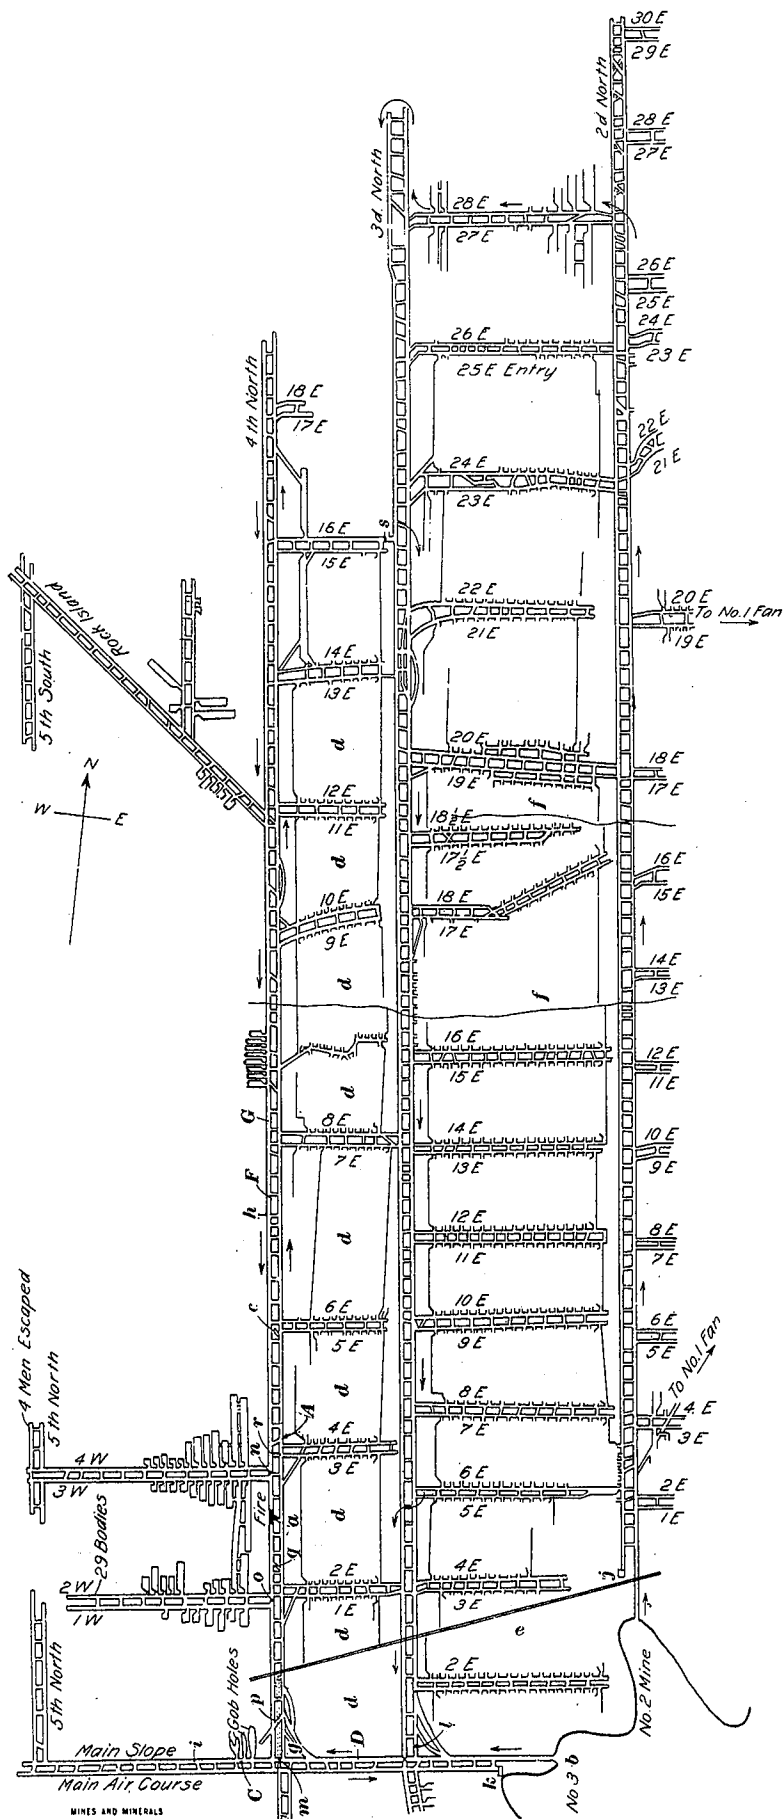 30 E
29 E
2d North
28 E
27 E
3d North
28 E
27 E
26 E
25 E
24 E
23 E
26 E
25 E Entry
4th North
18 E
17 E
22 E
21 E
24 E
23 E
16 E
15 E
s
Rock Island
5th South
22 E
21 E
20 E
To No.1 Fan
19 E
14 E
13 E
d
N
W
E
20 E
19 E
18 E
17 E
f
12 E
11 E
d
18 1/2 E
17 1/2 E
16 E
15 E
10 E
9 E
18 E
17 E
d
f
14 E
13 E
16 E
15 E
12 E
11 E
d
G
8 E
7 E
14 E
13 E
10 E
9 E
F
h
d
12 E
11 E
8 E
7 E
c
6 E
5 E
10 E
9 E
6 E
5 E
4 Men Escaped
5th North
d
To No.1 Fan
r
A
n
4 W
3 W
4 E
3 E
8 E
7 E
4 E
3 E
Fire
a
d
6 E
5 E
2 E
1 E
29 Bodies
q
o
2 W
1 W
2 E
1 E
4 E
3 E
j
d
e
5th North
Gob Holes
p
d
2 E
No.2 Mine
Main Slope
i
C
g
D
l
Main Air Course
m
k
No.3
b
MINES AND MINERALS